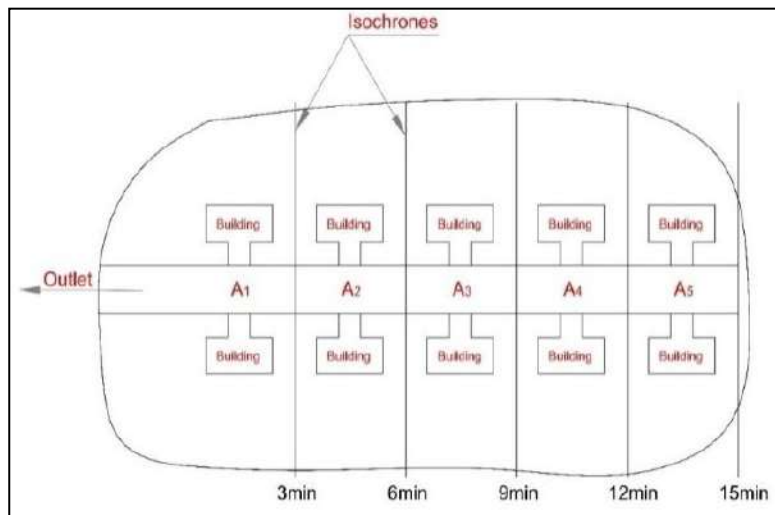 Isochrones
Building
Building
Building
Building
Building
Outlet
A1
A2
A3
A4
A5
Building
Building
Building
Building
Building
3min
6min
9min
12min
15min